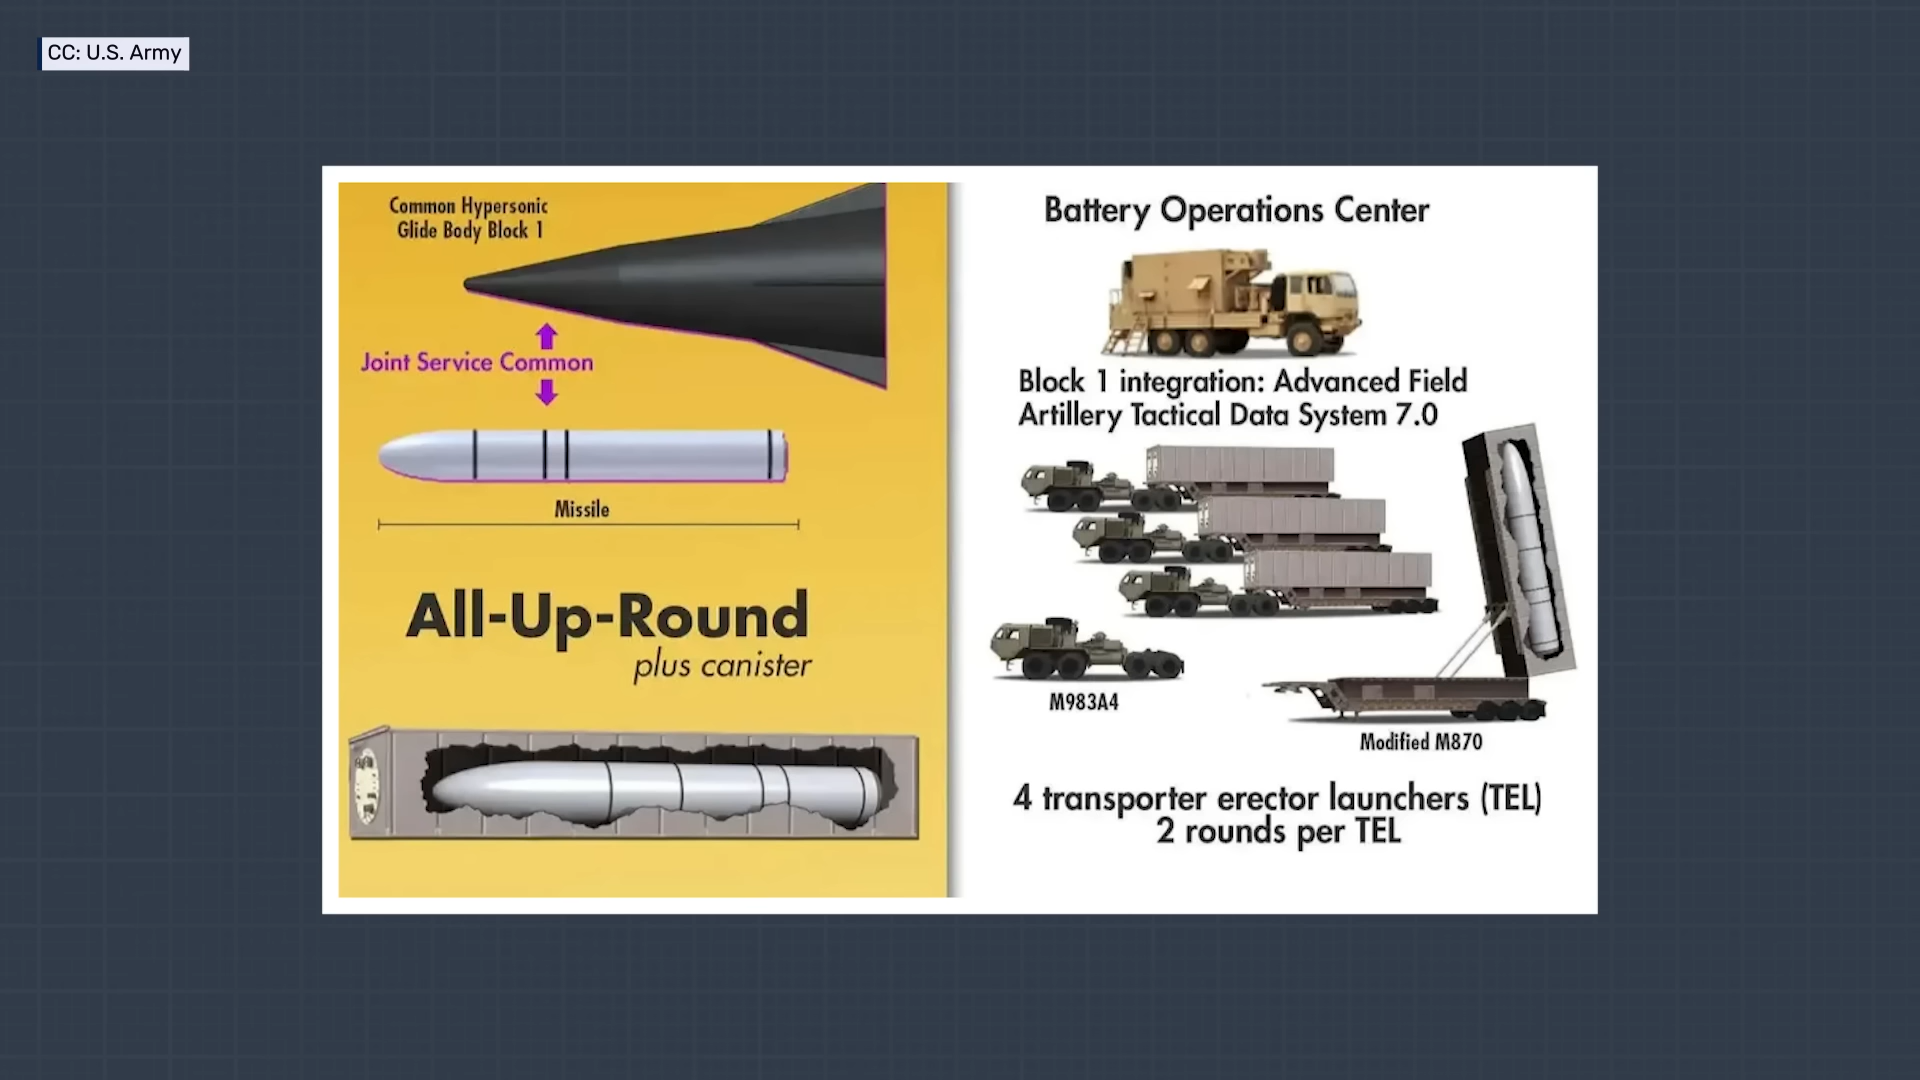 CC: U.S. Army
Common Hypersonic
Glide Body Block 1
Joint Service Common
Missile
All-Up-Round
plus canister
Battery Operations Center
Block 1 integration: Advanced Field
Artillery Tactical Data System 7.0
M983A4
Modified M870
4 transporter erector launchers (TEL)
2 rounds per TEL